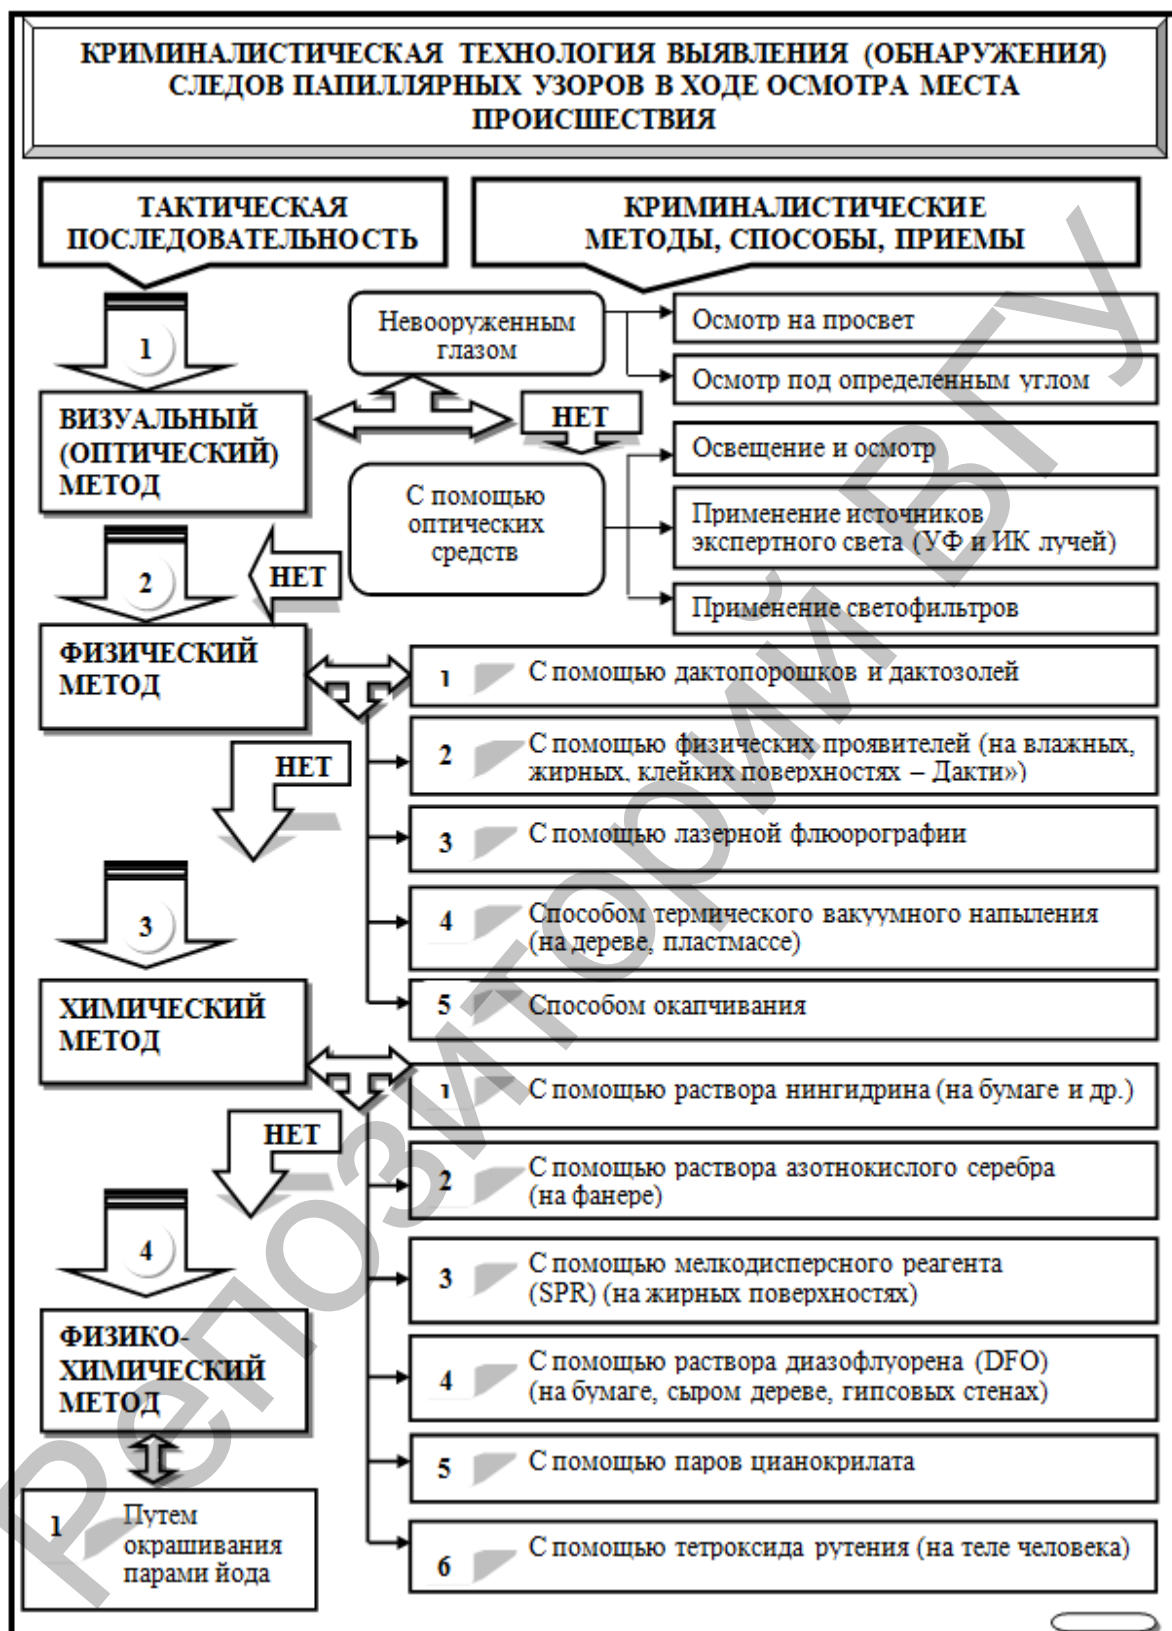 КРИМИНАЛИСТИЧЕСКАЯ ТЕХНОЛОГИЯ ВЫЯВЛЕНИЯ (ОБНАРУЖЕНИЯ)
СЛЕДОВ ПАПИЛЛЯРНЫХ УЗОРОВ В ХОДЕ ОСМОТРА МЕСТА
ПРОИСШЕСТВИЯ
ТАКТИЧЕСКАЯ
ПОСЛЕДОВАТЕЛЬНОСТЬ
КРИМИНАЛИСТИЧЕСКИЕ
МЕТОДЫ, СПОСОБЫ, ПРИЕМЫ
1
ВИЗУАЛЬНЫЙ
(ОПТИЧЕСКИЙ)
МЕТОД
Невооруженным
глазом
Осмотр на просвет
Осмотр под определенным углом
НЕТ
С помощью
оптических
средств
Освещение и осмотр
Применение источников
экспертного света (УФ и ИК лучей)
Применение светофильтров
НЕТ
2
ФИЗИЧЕСКИЙ
МЕТОД
1 С помощью дактопорошков и дактозолей
2 С помощью физических проявителей (на влажных,
жирных, клейких поверхностях – Дакти»)
3 С помощью лазерной флюорографии
4 Способом термического вакуумного напыления
(на дереве, пластмассе)
5 Способом окапчивания
НЕТ
3
ХИМИЧЕСКИЙ
МЕТОД
1 С помощью раствора нингидрина (на бумаге и др.)
2 С помощью раствора азотнокислого серебра
(на фанере)
3 С помощью мелкодисперсного реагента
(SPR) (на жирных поверхностях)
4 С помощью раствора диазофлуорена (DFO)
(на бумаге, сыром дереве, гипсовых стенах)
5 С помощью паров цианокрилата
6 С помощью тетроксида рутения (на теле человека)
НЕТ
4
ФИЗИКО-
ХИМИЧЕСКИЙ
МЕТОД
1 Путем
окрашивания
парами йода
Репозиторий ВГУ